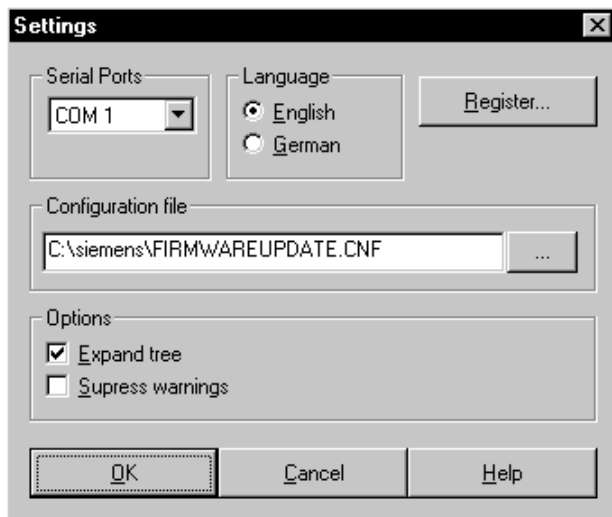 Settings
Serial Ports
COM 1
Language
English
German
Register...
Configuration file
C:\siemens\FIRMWAREUPDATE.CNF
...
Options
Expand tree
Supress warnings
OK
Cancel
Help